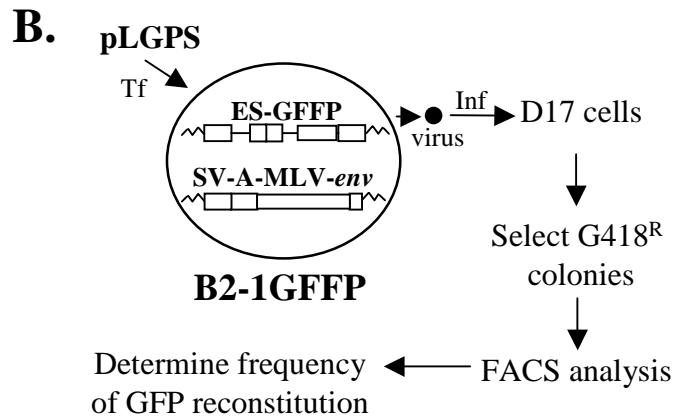 B.
pLGPS
Tf
ES-GFFP
SV-A-MLV-env
B2-1GFFP
virus
Inf
D17 cells
Select G418ᴿ
colonies
FACS analysis
Determine frequency
of GFP reconstitution